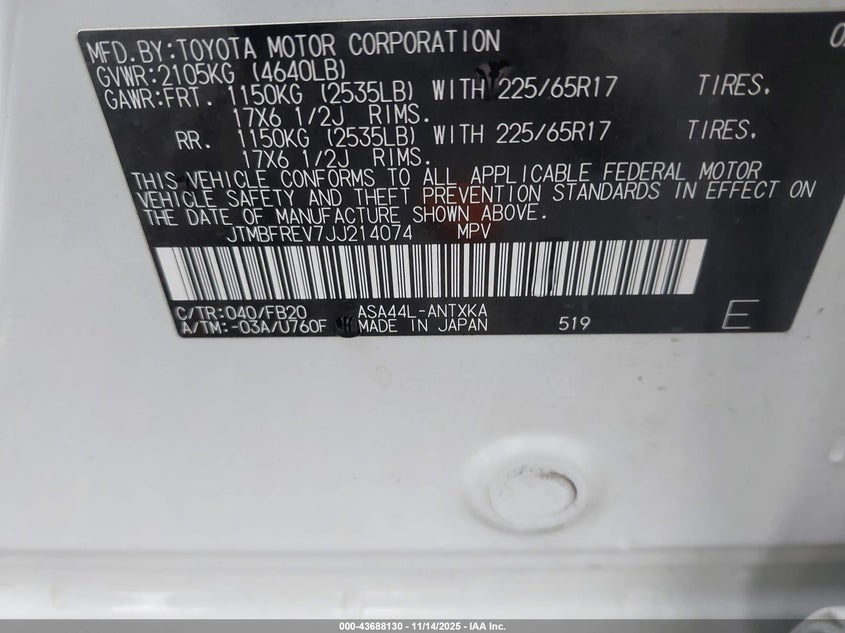 MFD.BY:TOYOTA MOTOR CORPORATION
GVWR:2105KG (4640LB)
GAWR:FRT. 1150KG (2535LB) WITH 225/65R17 TIRES.
17X6 1/2J RIMS.
RR. 1150KG (2535LB) WITH 225/65R17 TIRES.
17X6 1/2J RIMS.
THIS VEHICLE CONFORMS TO ALL APPLICABLE FEDERAL MOTOR
VEHICLE SAFETY AND THEFT PREVENTION STANDARDS IN EFFECT ON
THE DATE OF MANUFACTURE SHOWN ABOVE.
JTMBFREV7JJ214074 MPV
C/TR:040/FB20 ASA44L-ANTXKA
A/TM:-03A/U760F MADE IN JAPAN 519 E
000-43688130 - 11/14/2025 - IAA Inc.